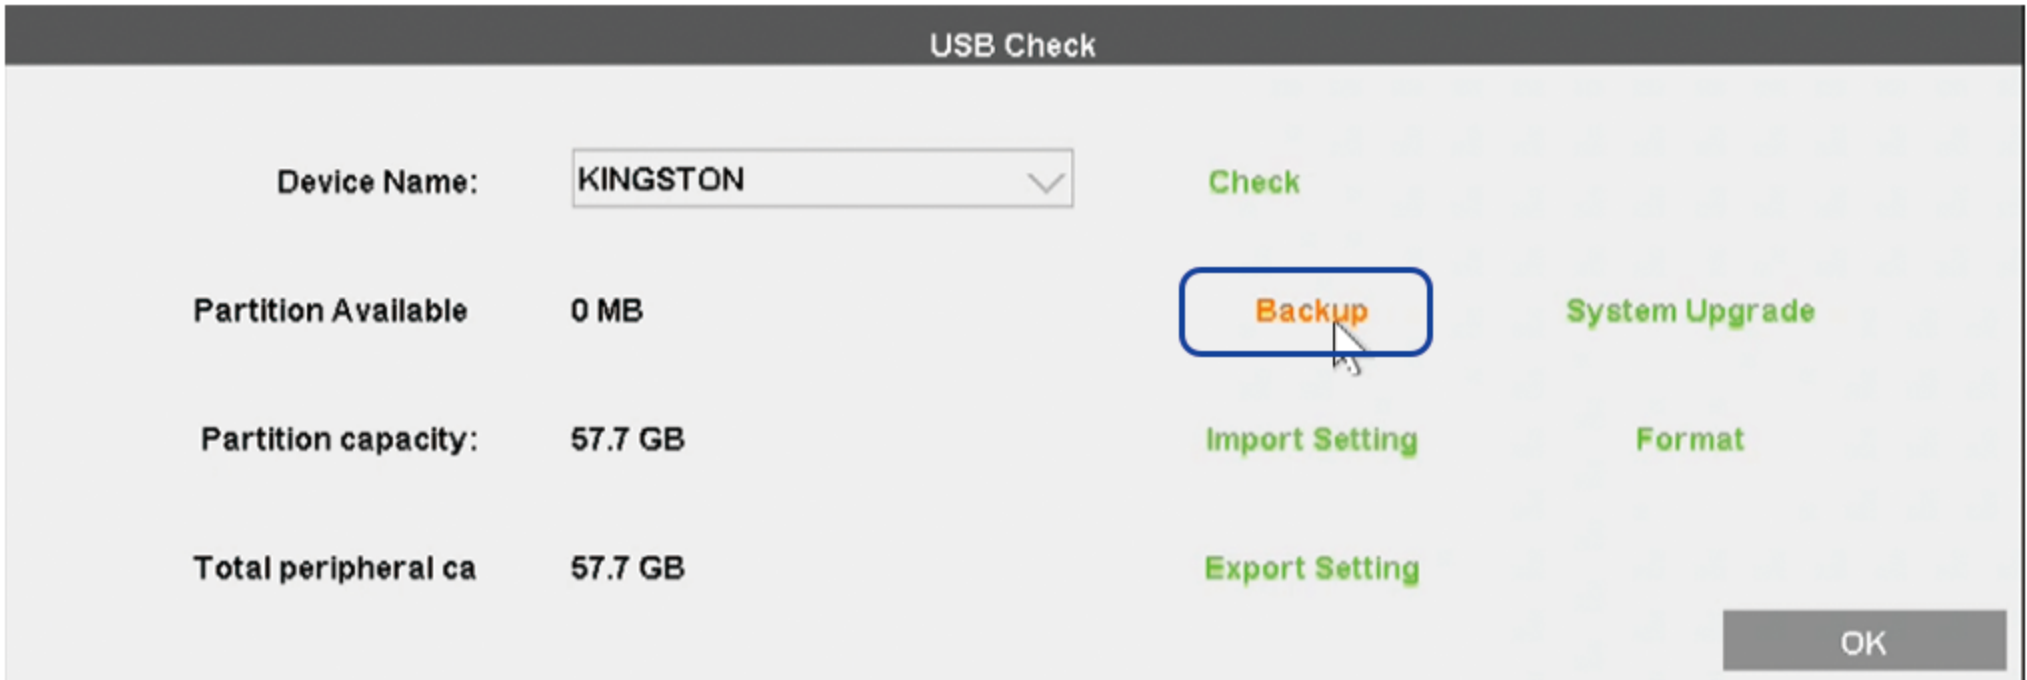 USB Check
Device Name: KINGSTON Check
Partition Available 0 MB Backup System Upgrade
Partition capacity: 57.7 GB Import Setting Format
Total peripheral ca 57.7 GB Export Setting
OK